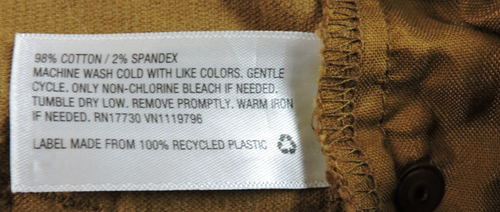 98% COTTON / 2% SPANDEX
MACHINE WASH COLD WITH LIKE COLORS. GENTLE
CYCLE. ONLY NON-CHLORINE BLEACH IF NEEDED.
TUMBLE DRY LOW. REMOVE PROMPTLY. WARM IRON
IF NEEDED. RN17730 VN1119796
LABEL MADE FROM 100% RECYCLED PLASTIC